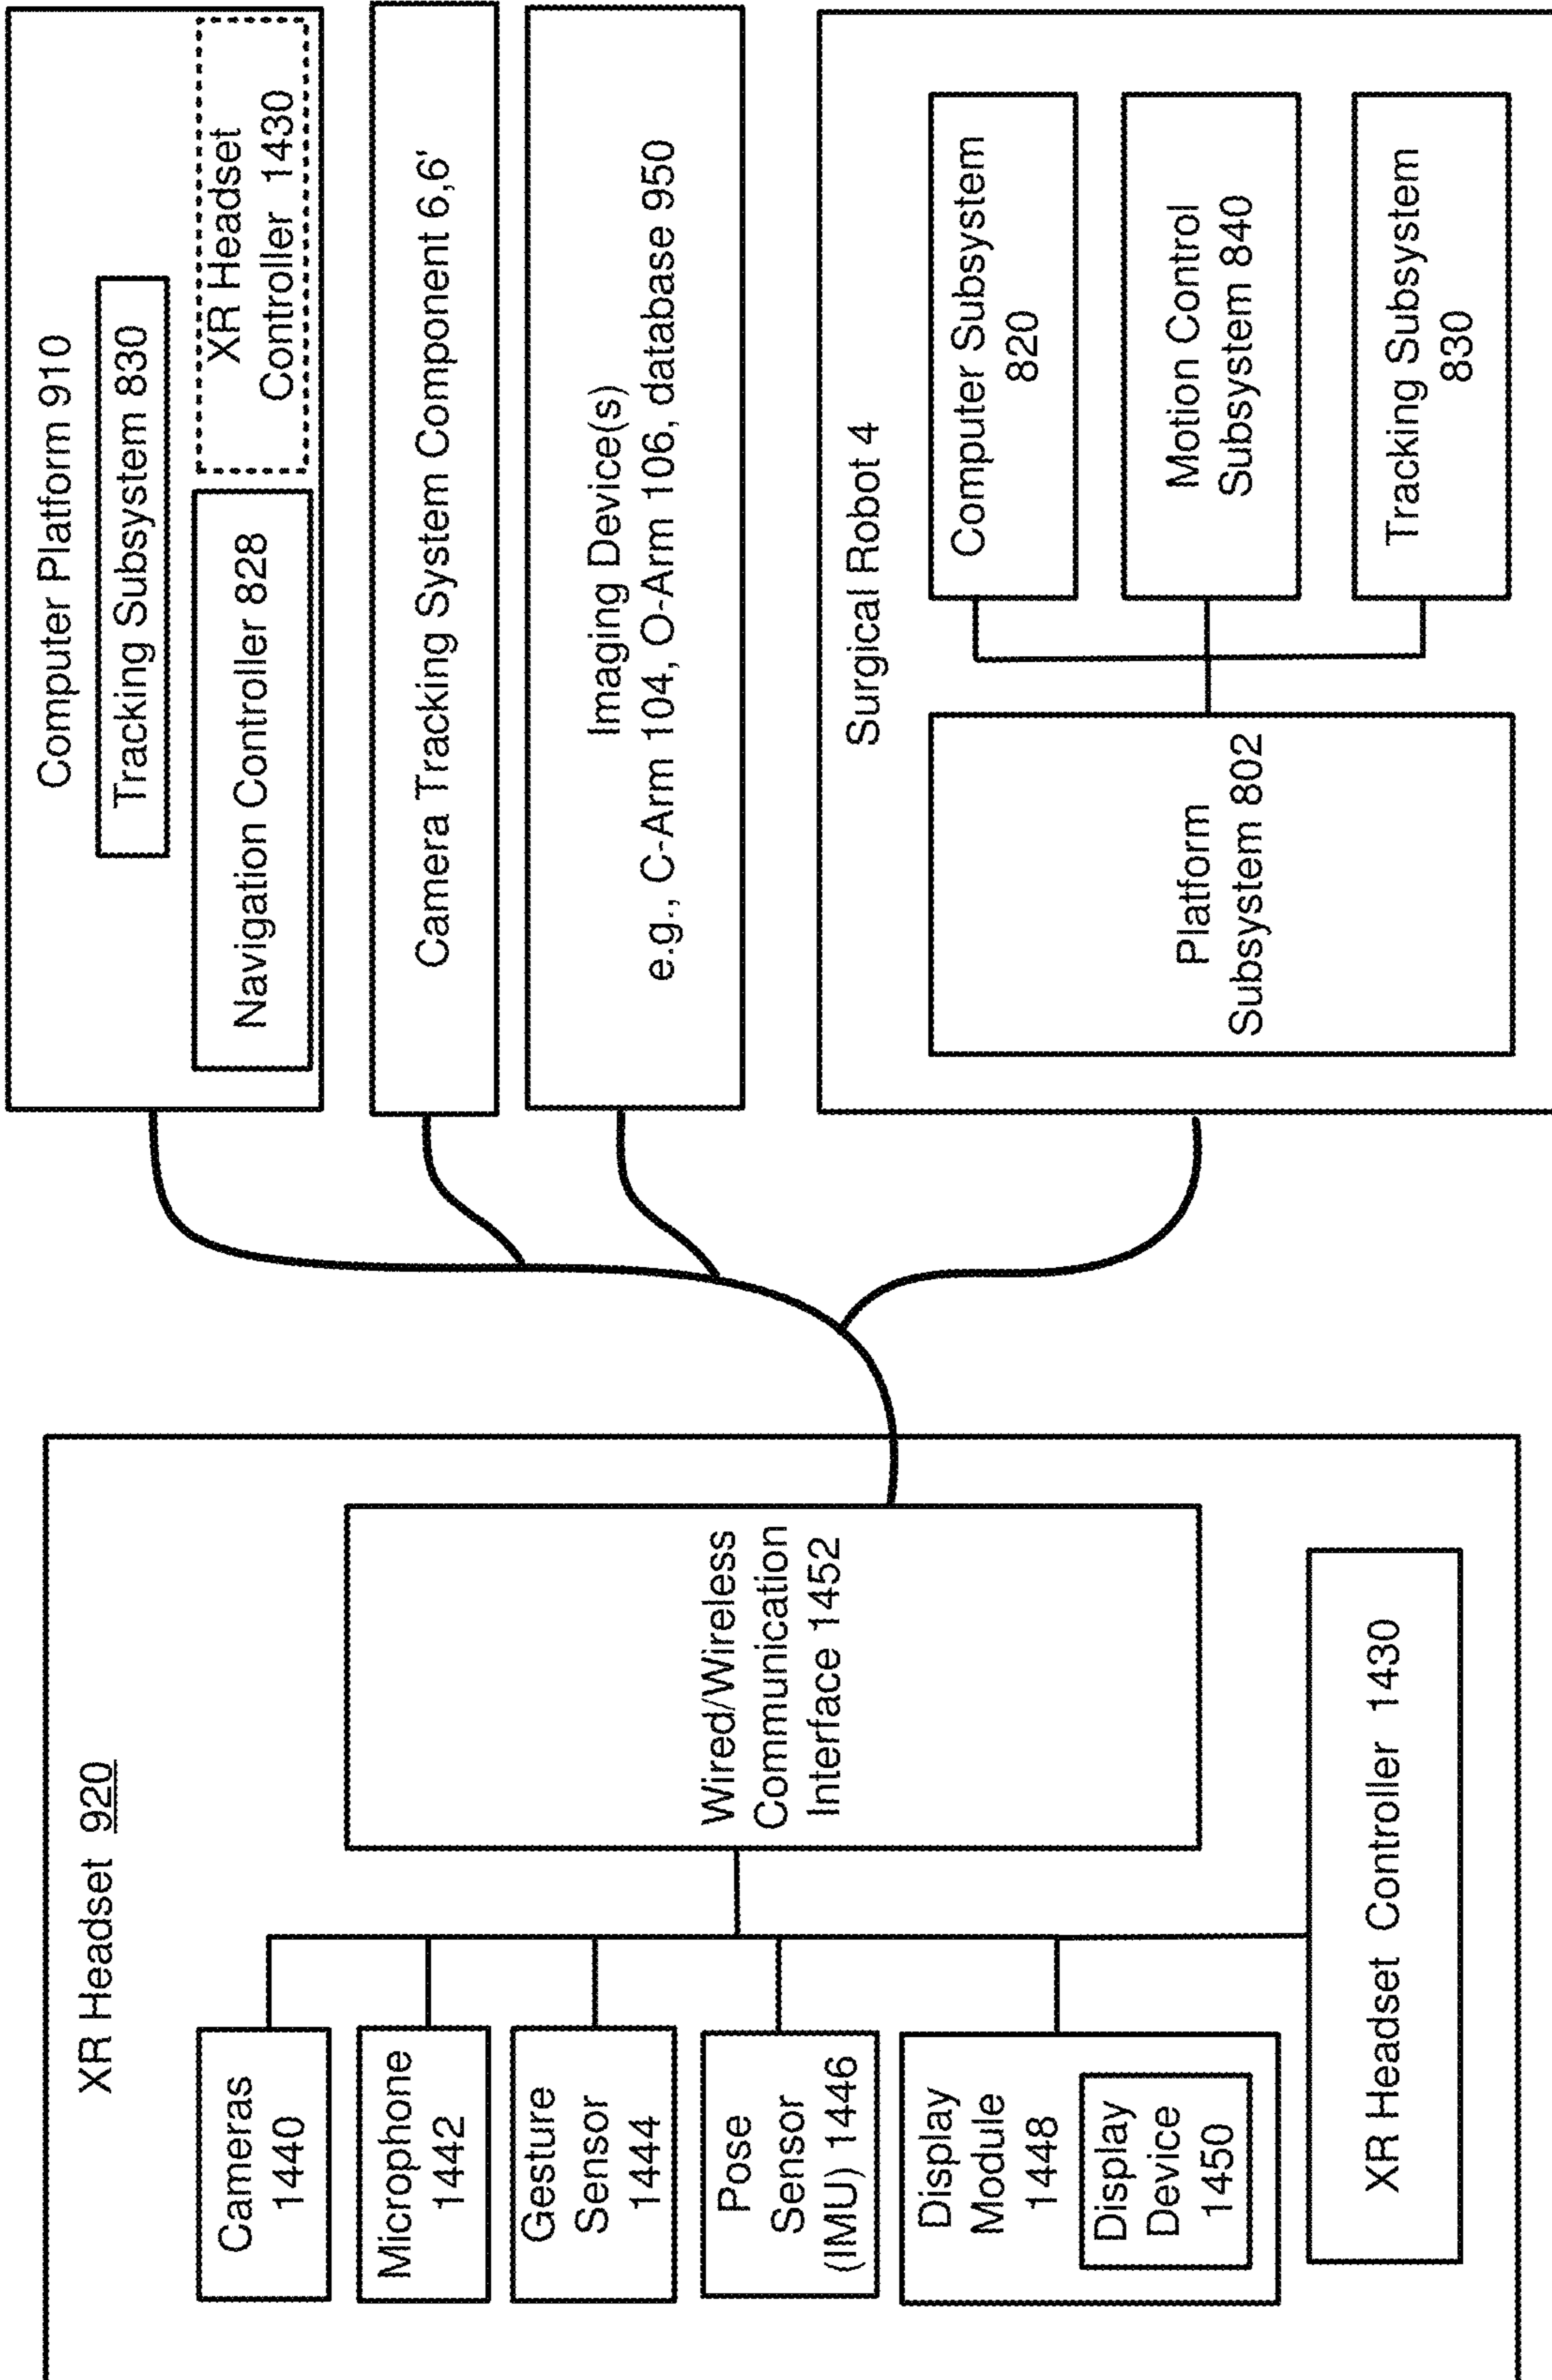 XR Headset 920
Cameras
1440
Microphone
1442
Gesture
Sensor
1444
Pose
Sensor
(IMU) 1446
Display
Module
1448
Display
Device
1450
Wired/Wireless
Communication
Interface 1452
XR Headset Controller 1430
Computer Platform 910
Tracking Subsystem 830
Navigation Controller 828
XR Headset
Controller 1430
Camera Tracking System Component 6,6'
Imaging Device(s)
e.g., C-Arm 104, O-Arm 106, database 950
Surgical Robot 4
Platform
Subsystem 802
Computer Subsystem
820
Motion Control
Subsystem 840
Tracking Subsystem
830